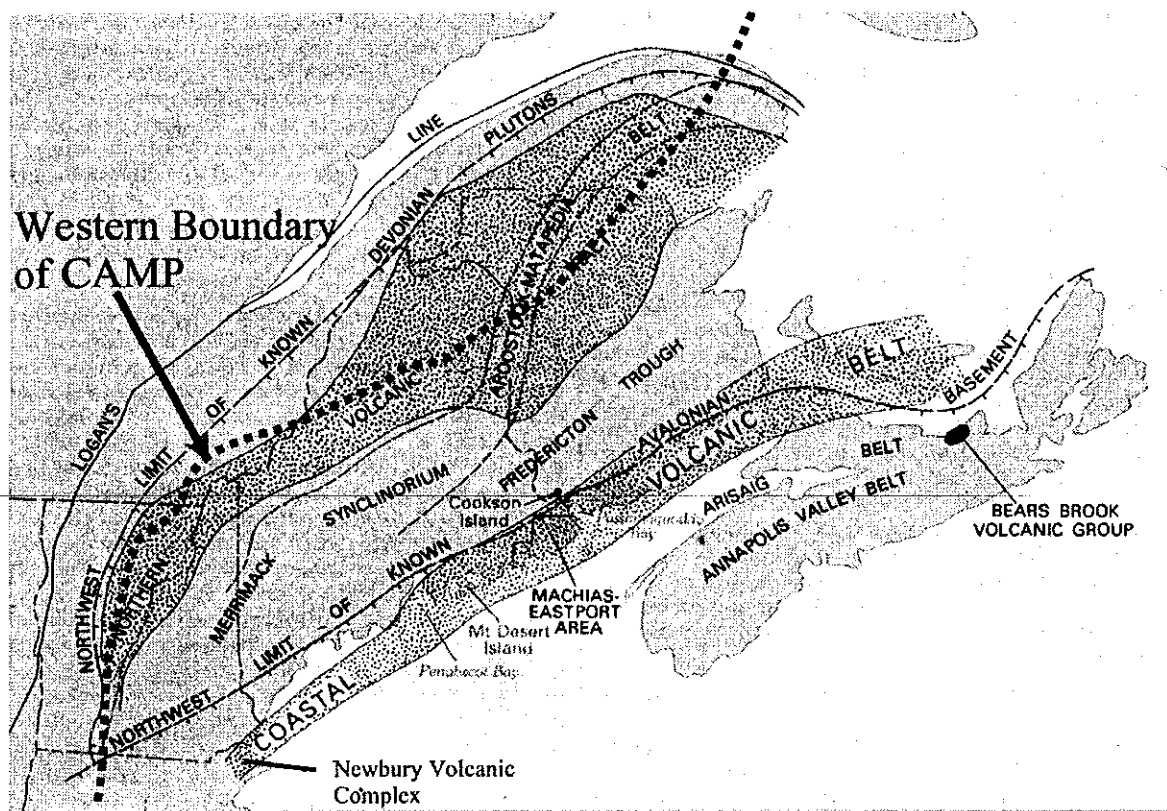 LINE
PLUTONS
DEVONIAN
KNOWN
OF
LIMIT
NORTHWEST
LOGAN'S
Western Boundary
of CAMP
BELT
MATAPEDIA
AROOSTOOK
VOLCANIC
NORTHERN
TROUGH
FREDERICTON
SYNCLINORIUM
MERRIMACK
BELT
VOLCANIC
COASTAL
BASEMENT
AVALONIAN
KNOWN
OF
LIMIT
NORTHWEST
BELT
ARISAIG
ANNAPOLIS VALLEY BELT
BEARS BROOK
VOLCANIC GROUP
Cookson
Island
Bay
MACHIAS-
EASTPORT
AREA
Mt Desert
Island
Penobscot Bay
Newbury Volcanic
Complex